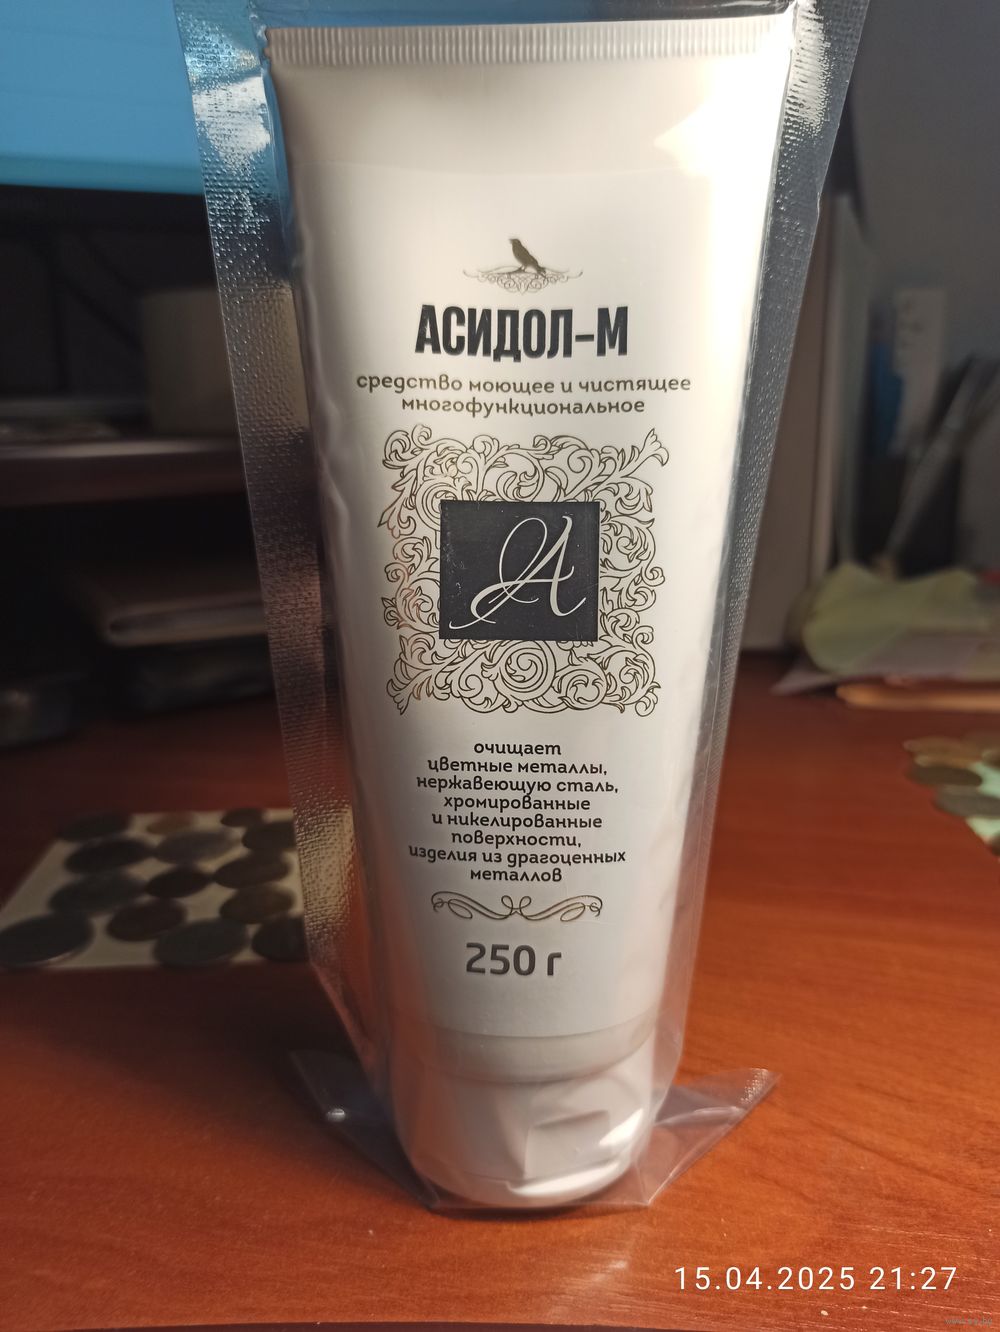 АСИДОЛ-М
средство моющее и чистящее
многофункциональное
А
очищает
цветные металлы,
нержавеющую сталь,
хромированные
и никелированные
поверхности,
изделия из драгоценных
металлов
250 г
15.04.2025 21:27